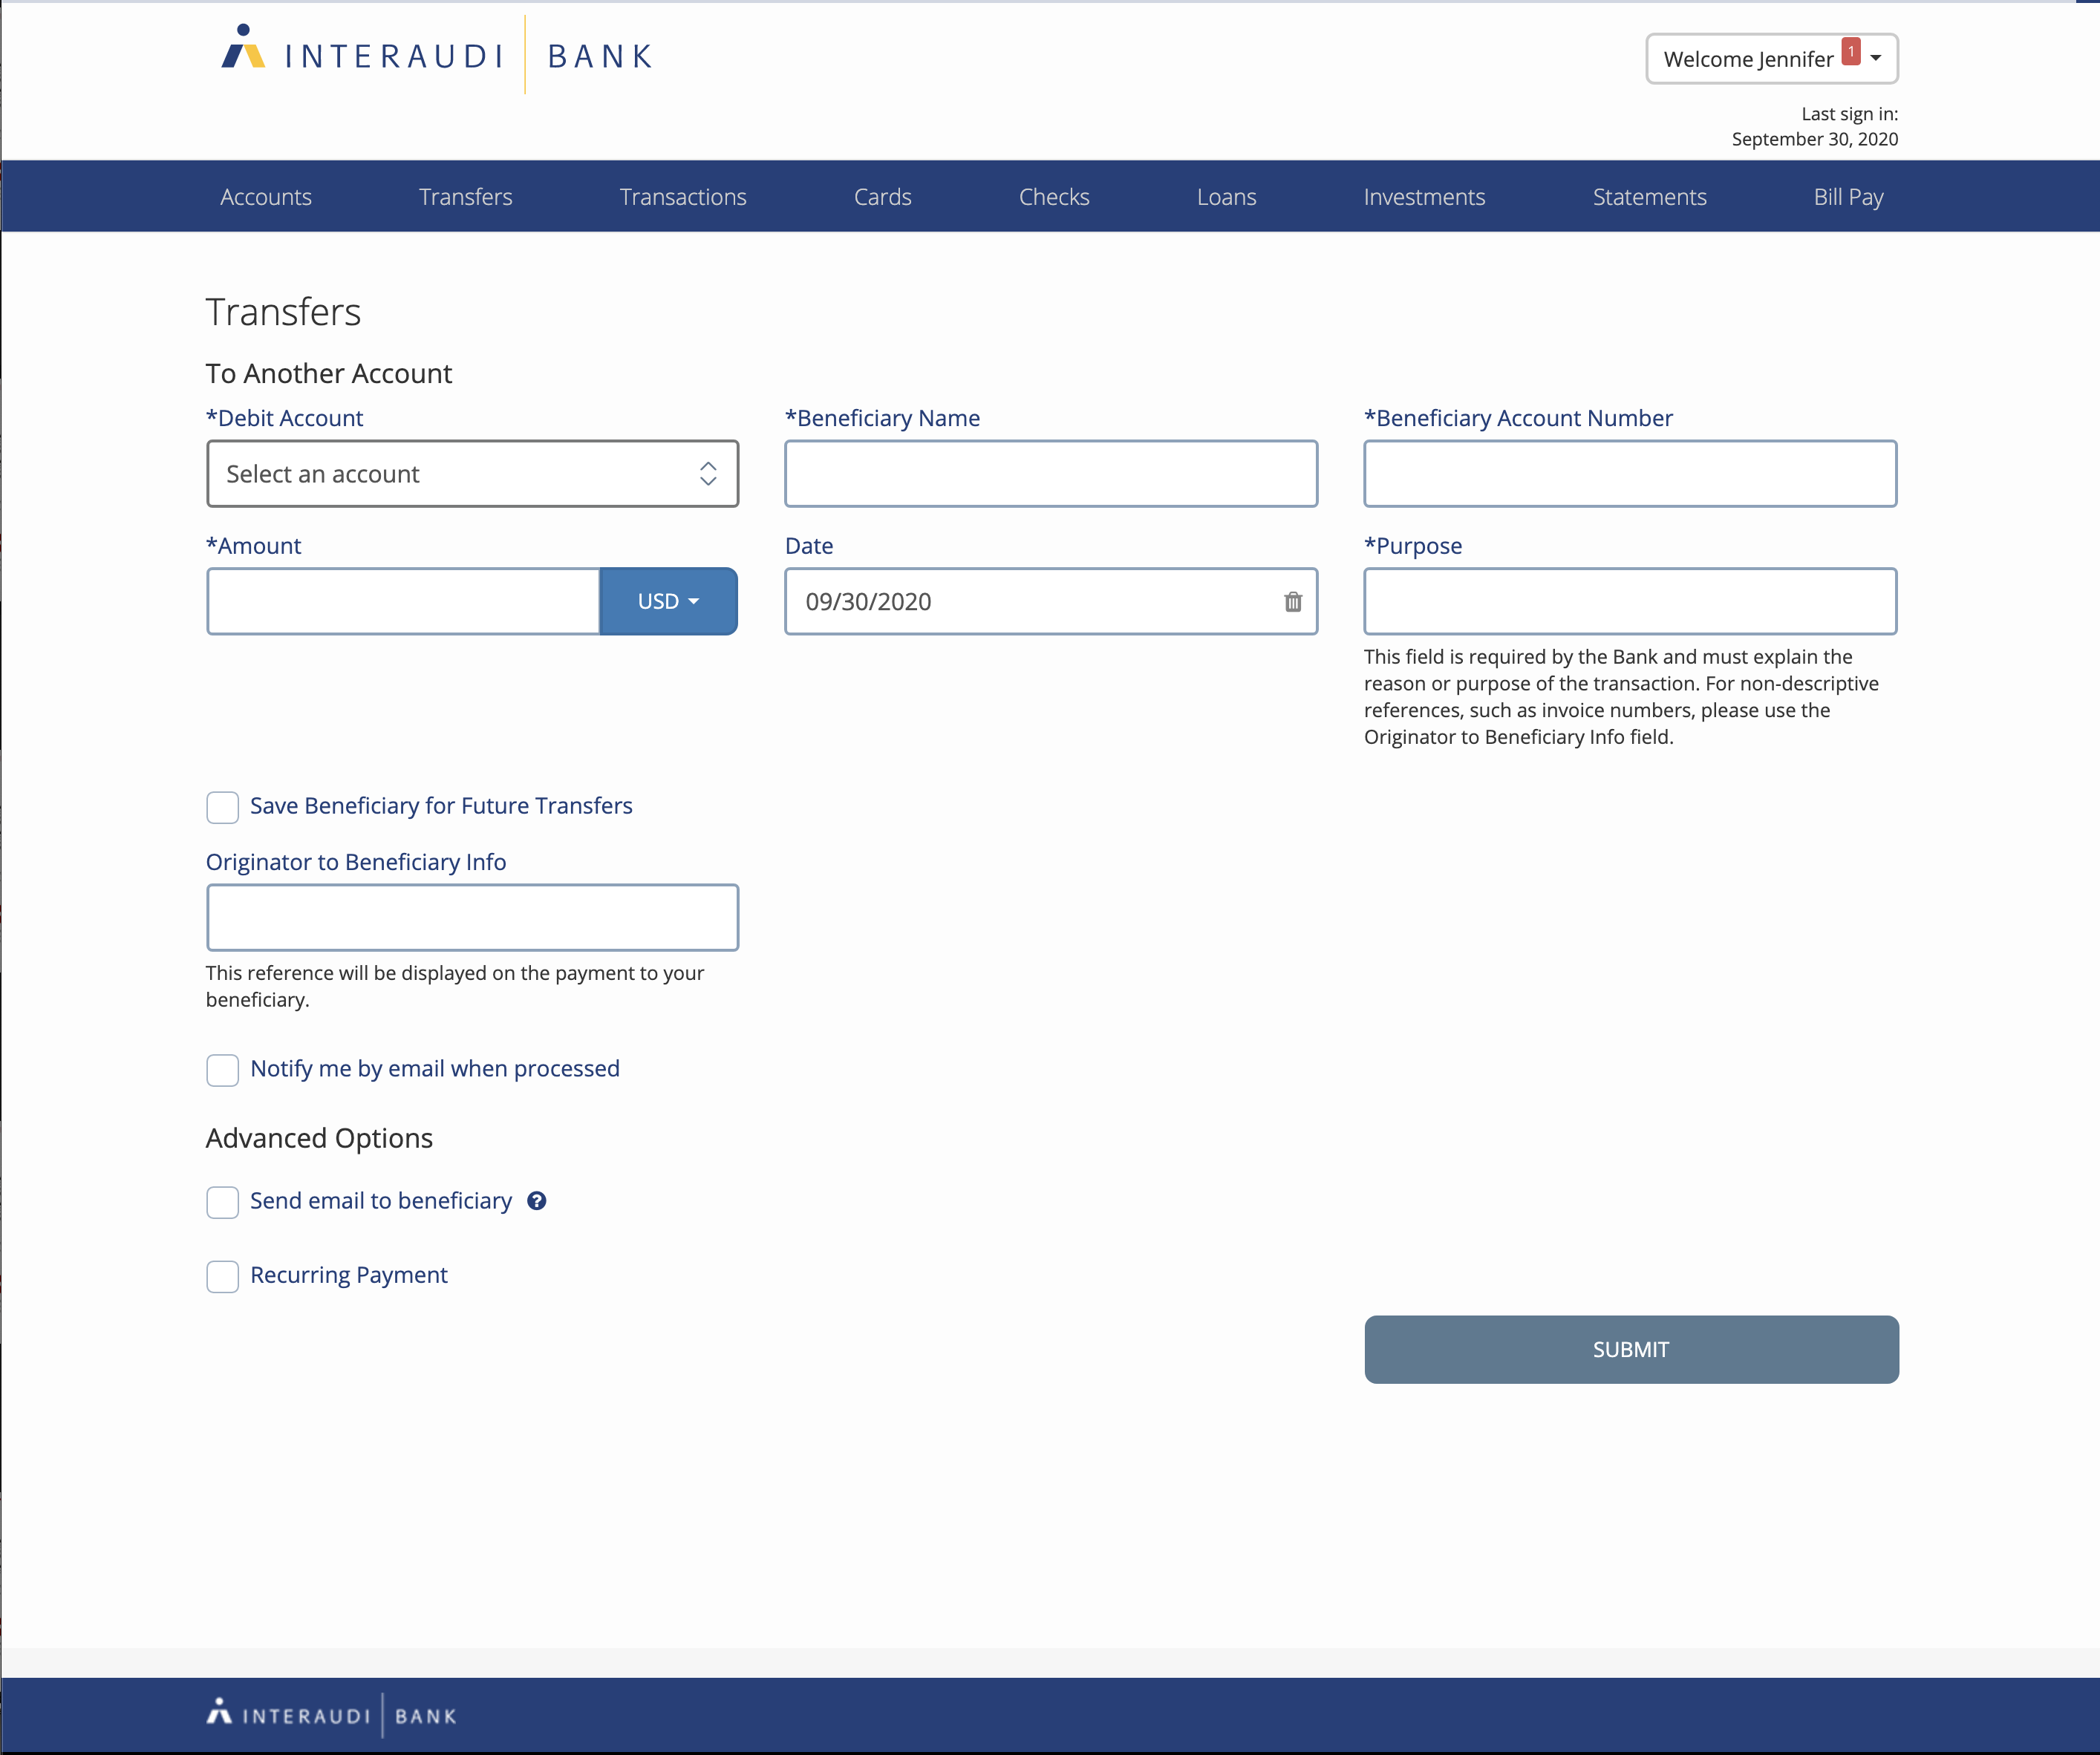 INTERAUDI BANK
Welcome Jennifer 1
Last sign in:
September 30, 2020
Accounts Transfers Transactions Cards Checks Loans Investments Statements Bill Pay
Transfers
To Another Account
*Debit Account *Beneficiary Name *Beneficiary Account Number
Select an account
*Amount Date *Purpose
USD 09/30/2020
This field is required by the Bank and must explain the
reason or purpose of the transaction. For non-descriptive
references, such as invoice numbers, please use the
Originator to Beneficiary Info field.
Save Beneficiary for Future Transfers
Originator to Beneficiary Info
This reference will be displayed on the payment to your
beneficiary.
Notify me by email when processed
Advanced Options
Send email to beneficiary ?
Recurring Payment
SUBMIT
INTERAUDI BANK